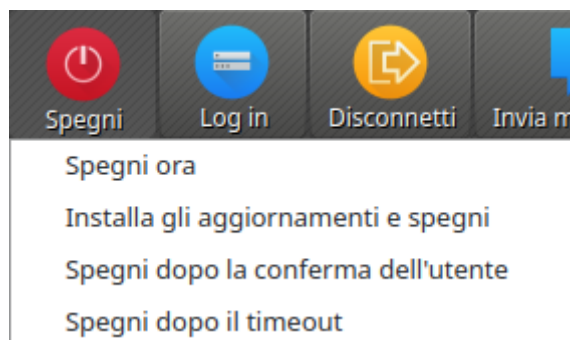 Spegni
Log in
Disconnetti
Invia
Spegni ora
Installa gli aggiornamenti e spegni
Spegni dopo la conferma dell'utente
Spegni dopo il timeout